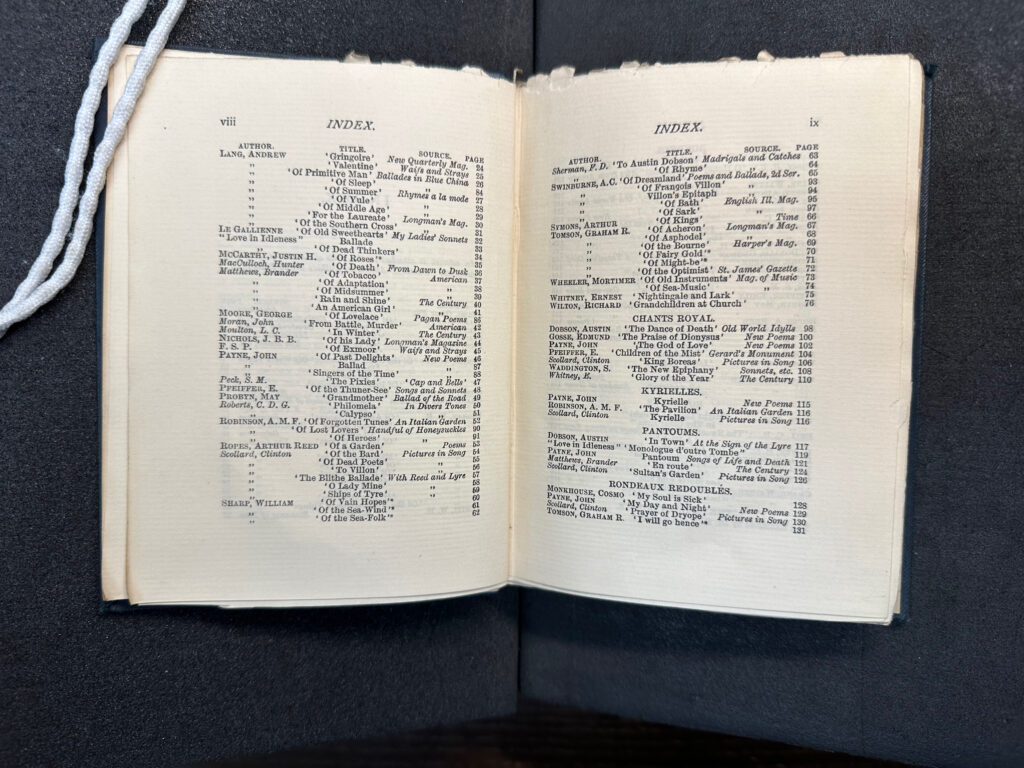 viii INDEX.
AUTHOR. TITLE. SOURCE. PAGE
LANG, ANDREW 'Gringoire' New Quarterly Mag. 24
" 'Valentine' Waifs and Strays 25
" 'Of Primitive Man' Ballades in Blue China 26
" 'Of Sleep' " 84
" 'Of Summer' Rhymes a la mode 27
" 'Of Yule' " 28
" 'Of Middle Age' " 29
" 'For the Laureate' Longman's Mag. 30
" 'Of the Southern Cross' " 31
LE GALLIENNE 'Of Old Sweethearts' My Ladies' Sonnets 32
"Love in Idleness" Ballade 33
" 'Of Dead Thinkers' 34
MCCARTHY, JUSTIN H. 'Of Roses'* 35
MacCulloch, Hunter 'Of Death' From Dawn to Dusk 36
Matthews, Brander 'Of Tobacco' American 37
" 'Of Adaptation' " 38
" 'Of Midsummer' " 39
" 'Rain and Shine' The Century 40
" 'An American Girl' 41
MOORE, GEORGE 'Of Lovelace' Pagan Poems 86
Moran, John 'From Battle, Murder' American 42
Moulton, L. C. 'In Winter' The Century 43
NICHOLS, J. B. B. 'Of his Lady' Longman's Magazine 44
F. S. P. 'Of Exmoor' Waifs and Strays 45
PAYNE, JOHN 'Of Past Delights' New Poems 46
" Ballad " 87
" 'Singers of the Time' " 88
Peck, S. M. 'The Pixies' 'Cap and Bells' 47
PFEIFFER, E. 'Of the Thuner-See' Songs and Sonnets 48
PROBYN, MAY 'Grandmother' Ballad of the Road 49
Roberts, C. D. G. 'Philomela' In Divers Tones 50
" 'Calypso' " 51
ROBINSON, A. M. F. 'Of Forgotten Tunes' An Italian Garden 52
" 'Of Lost Lovers' Handful of Honeysuckles 90
" 'Of Heroes' " 91
ROPES, ARTHUR REED 'Of a Garden' Poems 53
Scollard, Clinton 'Of the Bard' Pictures in Song 54
" 'Of Dead Poets' " 55
" 'To Villon' " 56
" 'The Blithe Ballade' With Reed and Lyre 57
" 'O Lady Mine' " 58
" 'Ships of Tyre' " 59
SHARP, WILLIAM 'Of Vain Hopes'* 60
" 'Of the Sea-Wind'* 61
" 'Of the Sea-Folk'* 62
INDEX. ix
AUTHOR. TITLE. SOURCE. PAGE
Sherman, F. D. 'To Austin Dobson' Madrigals and Catches 63
" 'Of Rhyme' " 64
SWINBURNE, A.C. 'Of Dreamland' Poems and Ballads, 2d Ser. 65
" 'Of François Villon' " 93
" Villon's Epitaph " 94
" 'Of Bath' English Ill. Mag. 95
" 'Of Sark' " 97
SYMONS, ARTHUR 'Of Kings' Time 66
TOMSON, GRAHAM R. 'Of Acheron' Longman's Mag. 67
" 'Of Asphodel' " 68
" 'Of the Bourne' Harper's Mag. 69
" 'Of Fairy Gold'* 70
" 'Of Might-be'* 71
" 'Of the Optimist' St. James' Gazette 72
WHEELER, MORTIMER 'Of Old Instruments' Mag. of Music 73
" 'Of Sea-Music' " 74
WHITNEY, ERNEST 'Nightingale and Lark' 75
WILTON, RICHARD 'Grandchildren at Church' 76
CHANTS ROYAL.
DOBSON, AUSTIN 'The Dance of Death' Old World Idylls 98
GOSSE, EDMUND 'The Praise of Dionysus' New Poems 100
PAYNE, JOHN 'The God of Love' New Poems 102
PFEIFFER, E. 'Children of the Mist' Gerard's Monument 104
Scollard, Clinton 'King Boreas' Pictures in Song 106
WADDINGTON, S. 'The New Epiphany' Sonnets, etc. 108
Whitney, E. 'Glory of the Year' The Century 110
KYRIELLES.
PAYNE, JOHN Kyrielle New Poems 115
ROBINSON, A. M. F. 'The Pavilion' An Italian Garden 116
Scollard, Clinton Kyrielle Pictures in Song 116
PANTOUMS.
DOBSON, AUSTIN 'In Town' At the Sign of the Lyre 117
"Love in Idleness" 'Monologue d'outre Tombe' 119
PAYNE, JOHN Pantoum Songs of Life and Death 121
Matthews, Brander 'En route' The Century 124
Scollard, Clinton 'Sultan's Garden' Pictures in Song 126
RONDEAUX REDOUBLÉS.
MONKHOUSE, COSMO 'My Soul is Sick' 128
PAYNE, JOHN 'My Day and Night' New Poems 129
Scollard, Clinton 'Prayer of Dryope' Pictures in Song 130
TOMSON, GRAHAM R. 'I will go hence'* 131